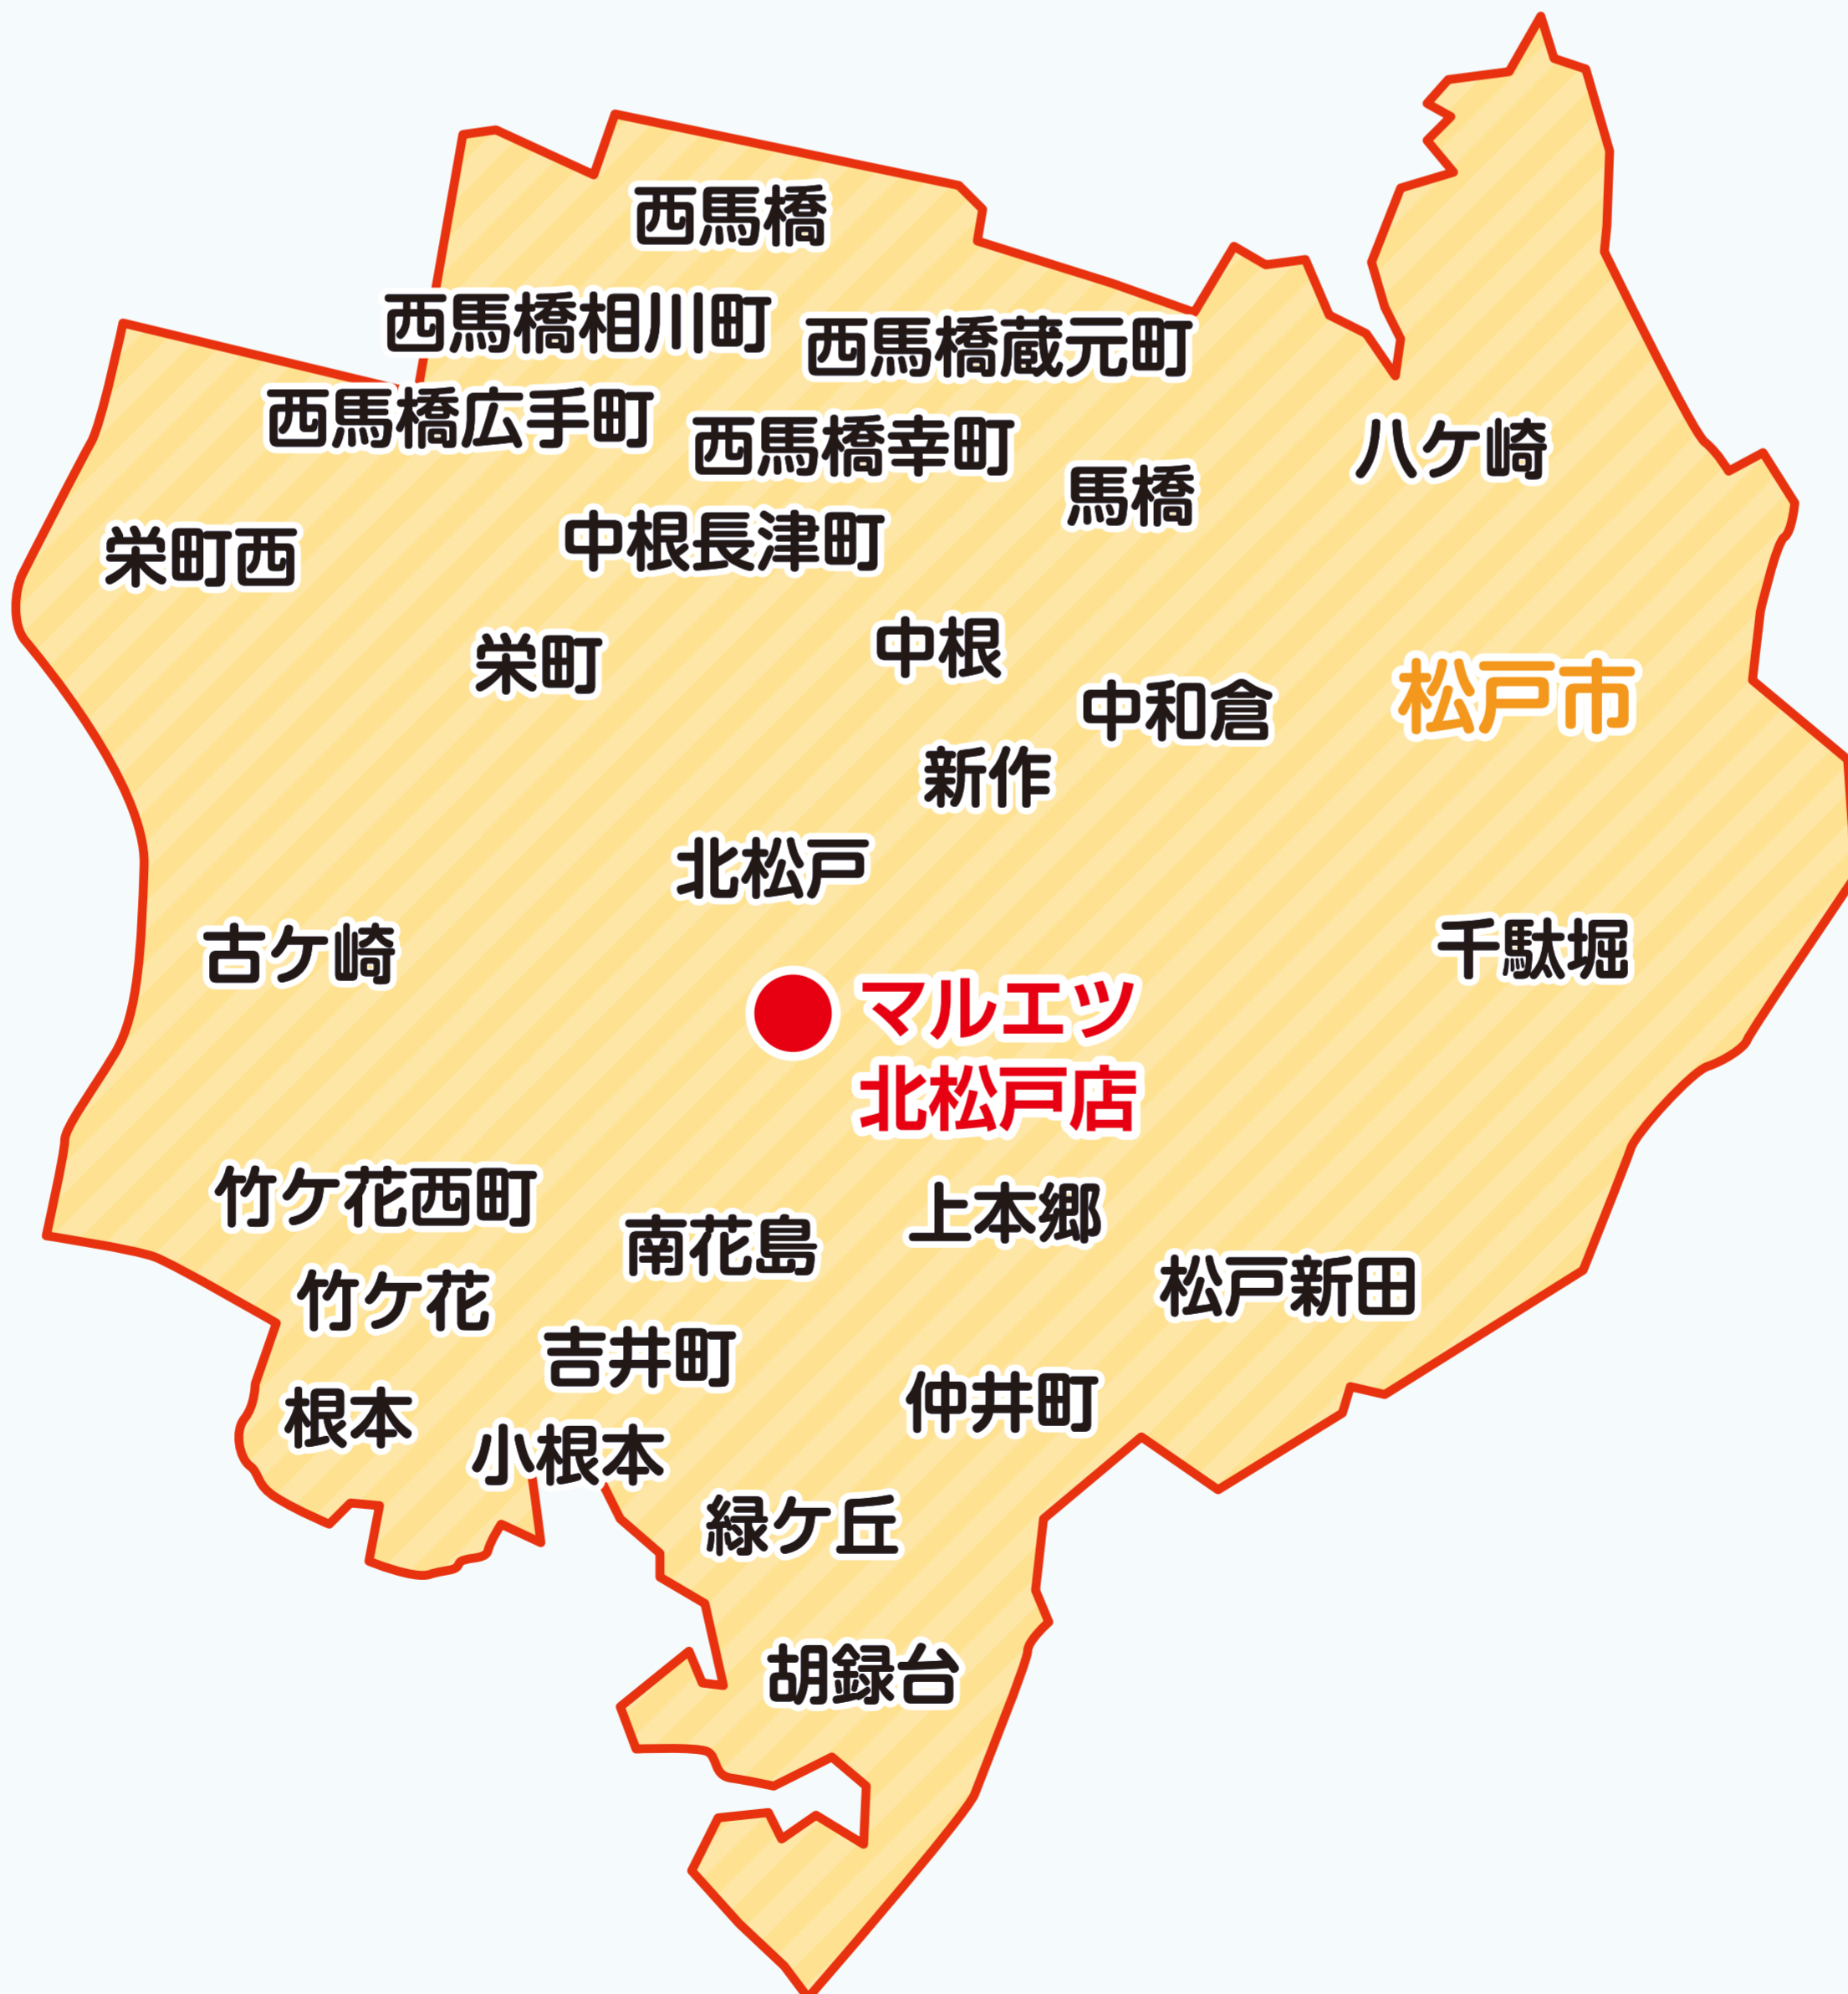 西馬橋
西馬橋相川町
西馬橋蔵元町
西馬橋広手町
西馬橋幸町
八ケ崎
馬橋
栄町西
中根長津町
栄町
中根
中和倉
松戸市
新作
北松戸
古ケ崎
千駄堀
マルエツ
北松戸店
竹ケ花西町
上本郷
南花島
松戸新田
竹ケ花
吉井町
仲井町
根本
小根本
緑ケ丘
胡録台